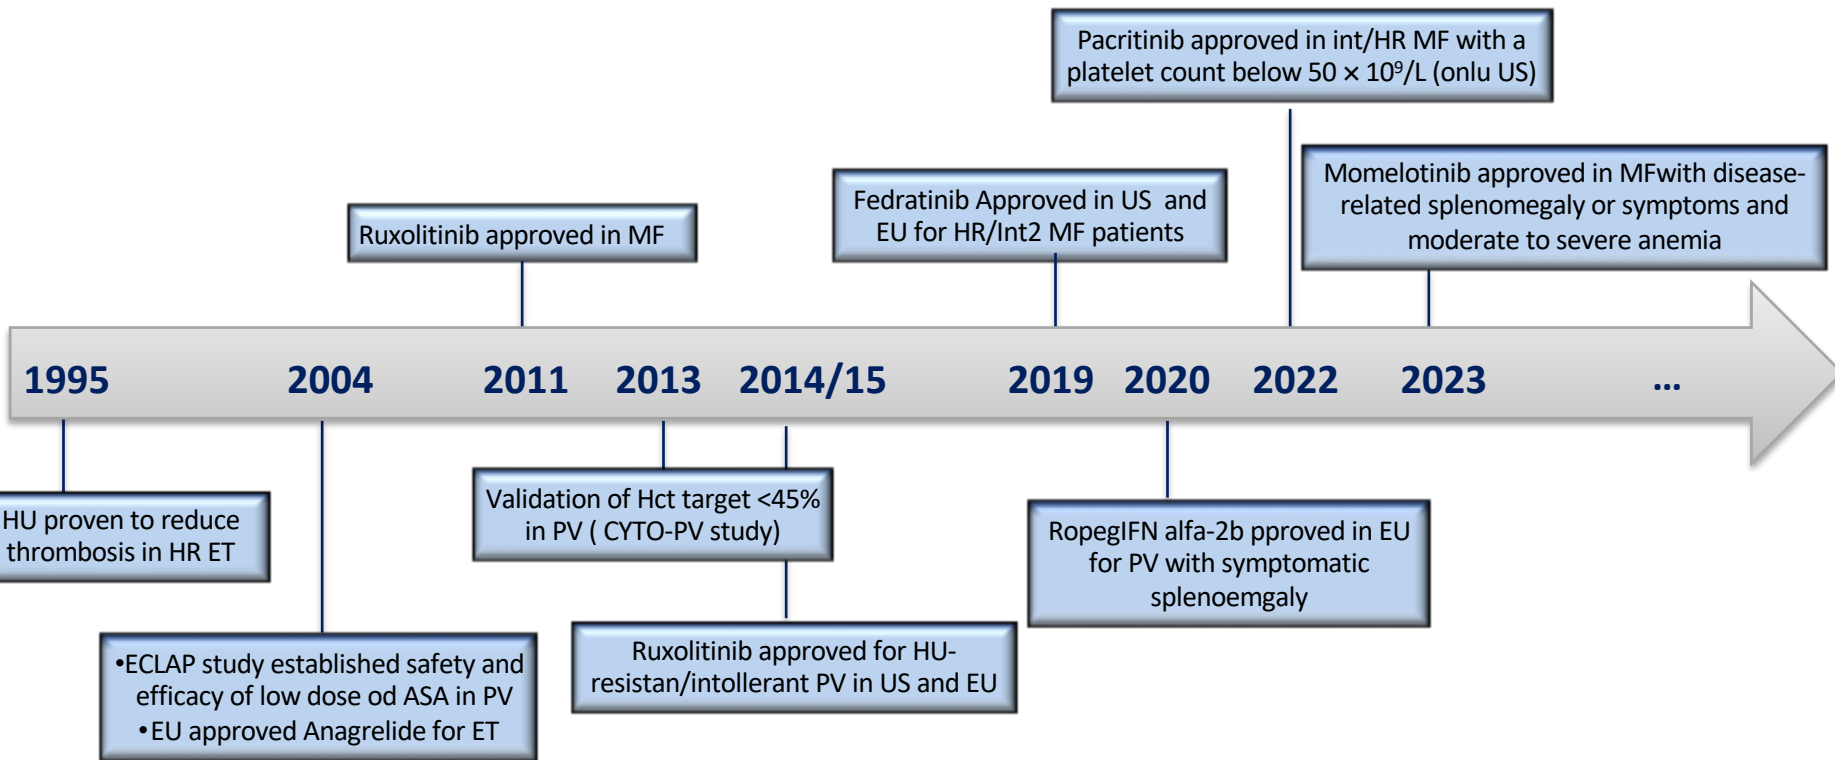 Pacritinib approved in int/HR MF with a
platelet count below 50 × 10⁹/L (onlu US)
Momelotinib approved in MFwith disease-
related splenomegaly or symptoms and
moderate to severe anemia
Fedratinib Approved in US and
EU for HR/Int2 MF patients
Ruxolitinib approved in MF
1995 2004 2011 2013 2014/15 2019 2020 2022 2023 ...
HU proven to reduce
thrombosis in HR ET
Validation of Hct target <45%
in PV ( CYTO-PV study)
RopegIFN alfa-2b pproved in EU
for PV with symptomatic
splenoemgaly
•ECLAP study established safety and
efficacy of low dose od ASA in PV
•EU approved Anagrelide for ET
Ruxolitinib approved for HU-
resistan/intollerant PV in US and EU